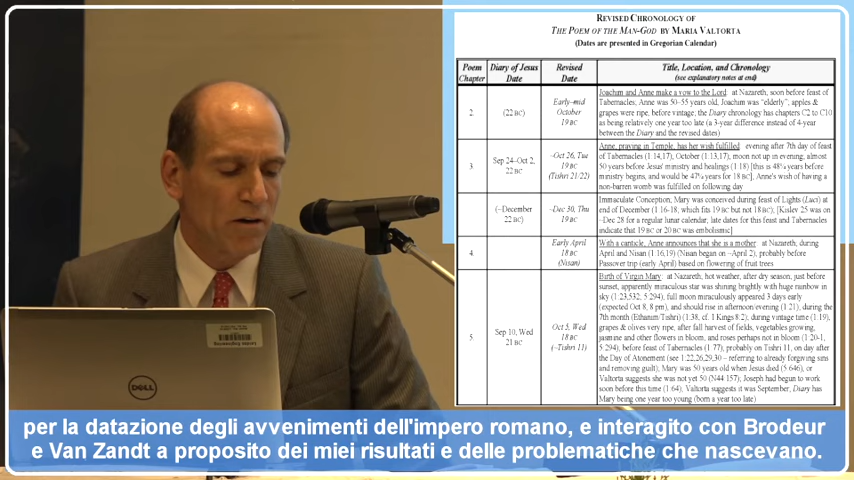 REVISED CHRONOLOGY OF
THE POEM OF THE MAN-GOD BY MARIA VALTORTA
(Dates are presented in Gregorian Calendar)
Poem Chapter
Diary of Jesus Date
Revised Date
Title, Location, and Chronology
(see explanatory notes at end)
2.
(22 BC)
Early-mid
October
19 BC
Joachim and Anne make a vow to the Lord: at Nazareth; soon before feast of
Tabernacles, Anne was 50–55 years old, Joachim was "elderly"; apples &
grapes were ripe, before vintage; the Diary chronology has chapters C2 to C10
as being relatively one year too late (a 3-year difference instead of 4-year
between the Diary and the revised dates)
3.
Sep 24–Oct 2,
22 BC
~Oct 26, Tue
19 BC
(Tishri 21/22)
Anne, praying in Temple, has her wish fulfilled: evening after 7th day of feast
of Tabernacles (1:14,17); October (1:13,17); moon not up in evening, almost
50 years before Jesus' ministry and healings (1:18) [this is 48¼ years before
ministry begins, and would be 47¼ years for 18 BC]; Anne's wish of having a
non-barren womb was fulfilled on following day
(~December
22 BC)
~Dec 30, Thu
19 BC
Immaculate Conception; Mary was conceived during feast of Lights (Luci) at
end of December (1:16-18; which fits 19 BC but not 18 BC); [Kislev 25 was on
~Dec 28 for a regular lunar calendar, late dates for this feast and Tabernacles
indicate that 19 BC or 20 BC was embolismic]
4.
Early April
18 BC
(Nisan)
With a canticle, Anne announces that she is a mother: at Nazareth; during
April and Nisan (1:16,19) (Nisan began on ~April 2), probably before
Passover trip (early April) based on flowering of fruit trees
5.
Sep 10, Wed
21 BC
Oct 5, Wed
18 BC
(~Tishri 11)
Birth of Virgin Mary: at Nazareth; hot weather, after dry season; just before
sunset, apparently miraculous star was shining brightly with huge rainbow in
sky (1:23,532; 5:294); full moon miraculously appeared 3 days early
(expected Oct 8, 8 pm), and should rise in afternoon/evening (1:21); during the
7th month (Ethanim/Tishri) (1:38, cf. 1 Kings 8:2); during vintage time (1:19),
grapes & olives very ripe, after fall harvest of fields, vegetables growing,
jasmine and other flowers in bloom, and roses perhaps not in bloom (1:20-1,
5:294), before feast of Tabernacles (1:77); probably on Tishri 11, on day after
the Day of Atonement (see 1:22,26,29,30 – referring to already forgiving sins
and removing guilt); Mary was 50 years old when Jesus died (5:646), or
Valtorta suggests she was not yet 50 (N44:157); Joseph had begun to work
soon before this time (1:64); Valtorta suggests it was September, Diary has
Mary being one year too young (born a year too late)
DELL
per la datazione degli avvenimenti dell'impero romano, e interagito con Brodeur
e Van Zandt a proposito dei miei risultati e delle problematiche che nascevano.